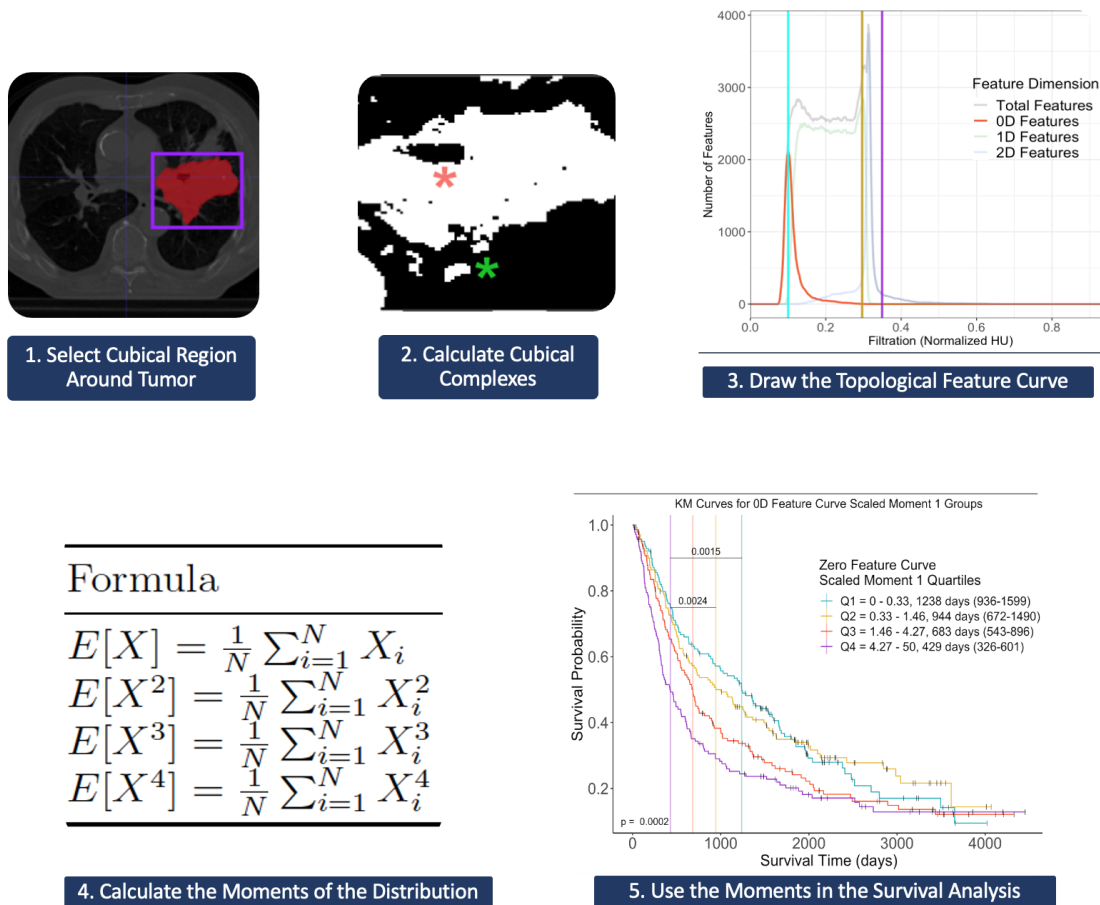 1. Select Cubical Region
Around Tumor
*
*
2. Calculate Cubical
Complexes
Number of Features
4000
3000
2000
1000
0
0.0 0.2 0.4 0.6 0.8
Filtration (Normalized HU)
Feature Dimension
Total Features
0D Features
1D Features
2D Features
3. Draw the Topological Feature Curve
Formula
E[X] = 1/N ∑_{i=1}^{N} X_i
E[X^2] = 1/N ∑_{i=1}^{N} X_i^2
E[X^3] = 1/N ∑_{i=1}^{N} X_i^3
E[X^4] = 1/N ∑_{i=1}^{N} X_i^4
4. Calculate the Moments of the Distribution
KM Curves for 0D Feature Curve Scaled Moment 1 Groups
Survival Probability
1.0
0.8
0.6
0.4
0.2
0.0015
0.0024
p = 0.0002
Zero Feature Curve
Scaled Moment 1 Quartiles
Q1 = 0 - 0.33, 1238 days (936-1599)
Q2 = 0.33 - 1.46, 944 days (672-1490)
Q3 = 1.46 - 4.27, 683 days (543-896)
Q4 = 4.27 - 50, 429 days (326-601)
0 1000 2000 3000 4000
Survival Time (days)
5. Use the Moments in the Survival Analysis